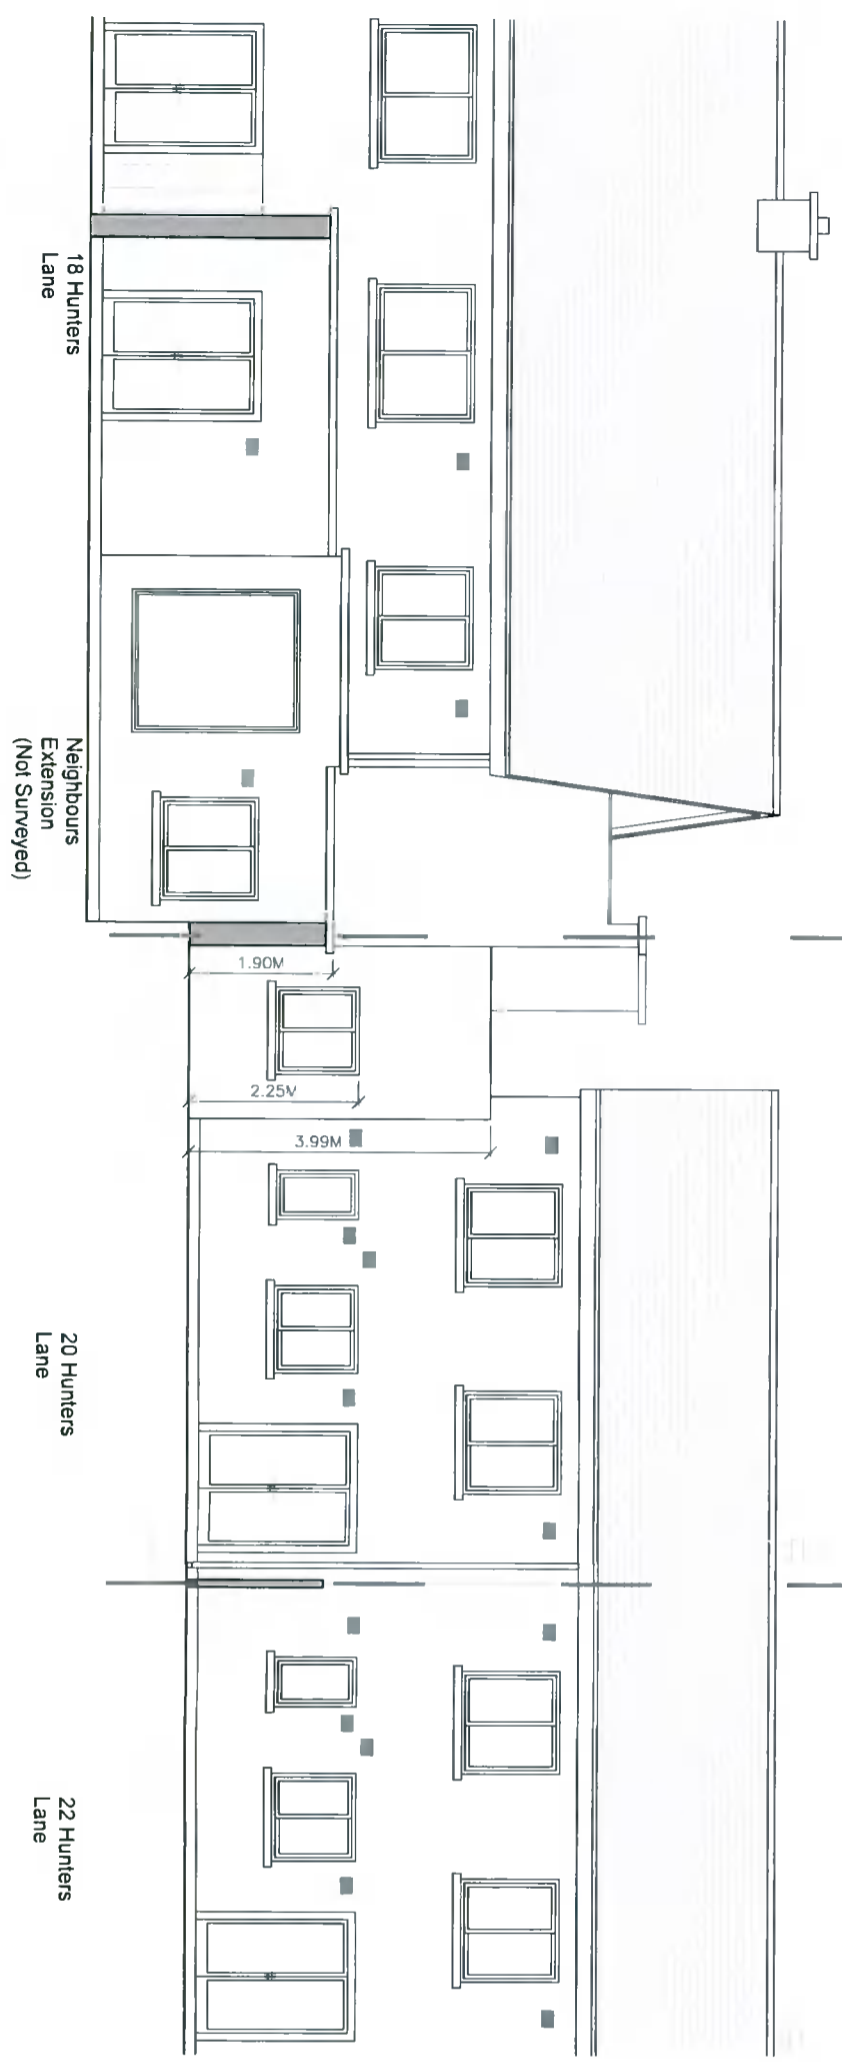 18 Hunters
Lane
Neighbours
Extension
(Not Surveyed)
1.90M
2.25M
3.99M
20 Hunters
Lane
22 Hunters
Lane